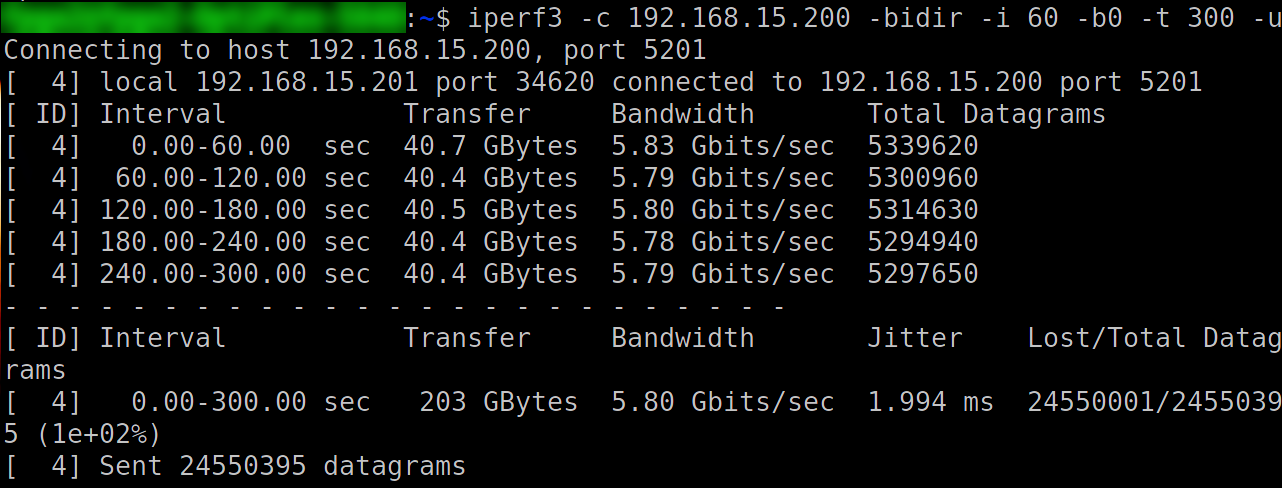 :~$ iperf3 -c 192.168.15.200 -bidir -i 60 -b0 -t 300 -u
Connecting to host 192.168.15.200, port 5201
[  4] local 192.168.15.201 port 34620 connected to 192.168.15.200 port 5201
[ ID] Interval           Transfer     Bandwidth       Total Datagrams
[  4]   0.00-60.00  sec  40.7 GBytes  5.83 Gbits/sec  5339620
[  4]  60.00-120.00 sec  40.4 GBytes  5.79 Gbits/sec  5300960
[  4] 120.00-180.00 sec  40.5 GBytes  5.80 Gbits/sec  5314630
[  4] 180.00-240.00 sec  40.4 GBytes  5.78 Gbits/sec  5294940
[  4] 240.00-300.00 sec  40.4 GBytes  5.79 Gbits/sec  5297650
- - - - - - - - - - - - - - - - - - - - - - - - -
[ ID] Interval           Transfer     Bandwidth       Jitter    Lost/Total Datag
rams
[  4]   0.00-300.00 sec   203 GBytes  5.80 Gbits/sec  1.994 ms  24550001/2455039
5 (1e+02%)
[  4] Sent 24550395 datagrams